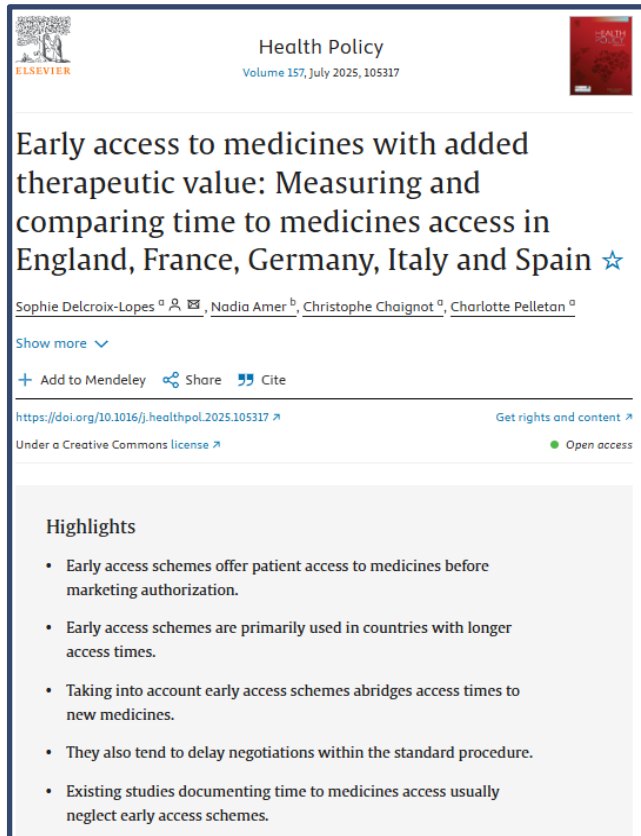 ELSEVIER
Health Policy
Volume 157, July 2025, 105317
HEALTH
POLICY
Early access to medicines with added
therapeutic value: Measuring and
comparing time to medicines access in
England, France, Germany, Italy and Spain ☆
Sophie Delcroix-Lopes a, Nadia Amer b, Christophe Chaignot a, Charlotte Pelletan a
Show more
+ Add to Mendeley Share Cite
https://doi.org/10.1016/j.healthpol.2025.105317 ↗ Get rights and content ↗
Under a Creative Commons license ↗ ● Open access
Highlights
• Early access schemes offer patient access to medicines before
marketing authorization.
• Early access schemes are primarily used in countries with longer
access times.
• Taking into account early access schemes abridges access times to
new medicines.
• They also tend to delay negotiations within the standard procedure.
• Existing studies documenting time to medicines access usually
neglect early access schemes.